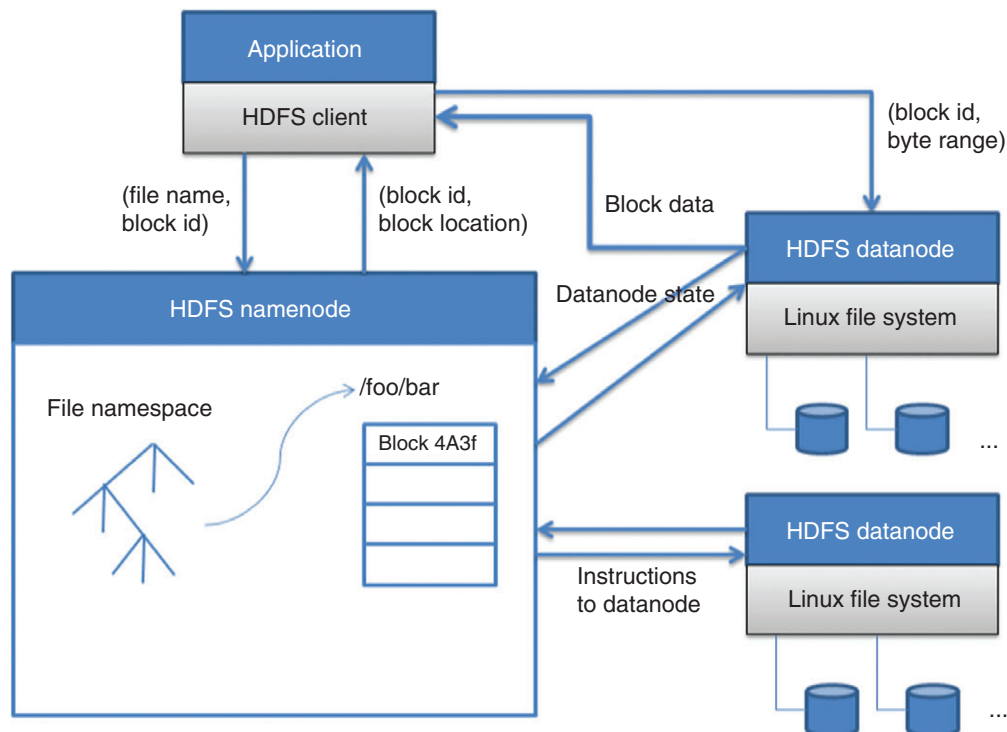 Application
HDFS client
(block id,
byte range)
(file name,
block id)
(block id,
block location)
Block data
HDFS datanode
Datanode state
HDFS namenode
Linux file system
/foo/bar
File namespace
Block 4A3f
...
HDFS datanode
Instructions
to datanode
Linux file system
...